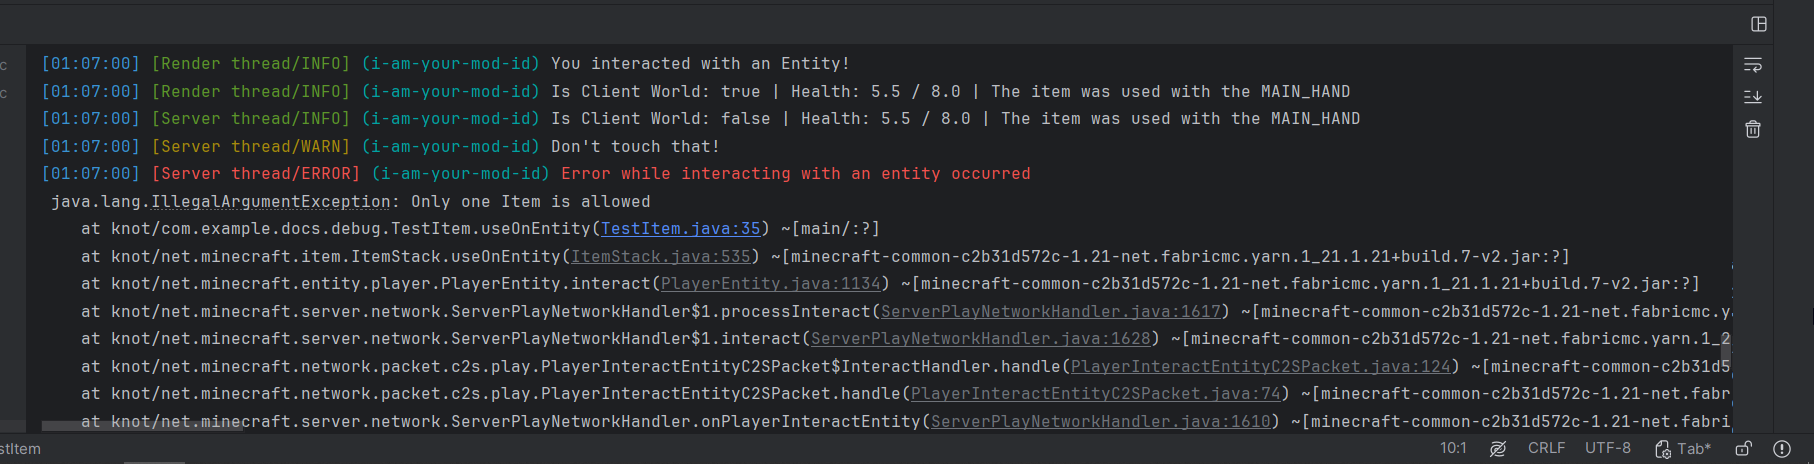 [01:07:00] [Render thread/INFO] (i-am-your-mod-id) You interacted with an Entity!
[01:07:00] [Render thread/INFO] (i-am-your-mod-id) Is Client World: true | Health: 5.5 / 8.0 | The item was used with the MAIN_HAND
[01:07:00] [Server thread/INFO] (i-am-your-mod-id) Is Client World: false | Health: 5.5 / 8.0 | The item was used with the MAIN_HAND
[01:07:00] [Server thread/WARN] (i-am-your-mod-id) Don't touch that!
[01:07:00] [Server thread/ERROR] (i-am-your-mod-id) Error while interacting with an entity occurred
java.lang.IllegalArgumentException: Only one Item is allowed
at knot/com.example.docs.debug.TestItem.useOnEntity(TestItem.java:35) ~[main/:?]
at knot/net.minecraft.item.ItemStack.useOnEntity(ItemStack.java:535) ~[minecraft-common-c2b31d572c-1.21-net.fabricmc.yarn.1_21.1.21+build.7-v2.jar:?]
at knot/net.minecraft.entity.player.PlayerEntity.interact(PlayerEntity.java:1134) ~[minecraft-common-c2b31d572c-1.21-net.fabricmc.yarn.1_21.1.21+build.7-v2.jar:?]
at knot/net.minecraft.server.network.ServerPlayNetworkHandler$1.processInteract(ServerPlayNetworkHandler.java:1617) ~[minecraft-common-c2b31d572c-1.21-net.fabricmc.ya
at knot/net.minecraft.server.network.ServerPlayNetworkHandler$1.interact(ServerPlayNetworkHandler.java:1628) ~[minecraft-common-c2b31d572c-1.21-net.fabricmc.yarn.1_2
at knot/net.minecraft.network.packet.c2s.play.PlayerInteractEntityC2SPacket$InteractHandler.handle(PlayerInteractEntityC2SPacket.java:124) ~[minecraft-common-c2b31d5
at knot/net.minecraft.network.packet.c2s.play.PlayerInteractEntityC2SPacket.handle(PlayerInteractEntityC2SPacket.java:74) ~[minecraft-common-c2b31d572c-1.21-net.fabr
at knot/net.minecraft.server.network.ServerPlayNetworkHandler.onPlayerInteractEntity(ServerPlayNetworkHandler.java:1610) ~[minecraft-common-c2b31d572c-1.21-net.fabri
stItem 10:1 CRLF UTF-8 Tab*